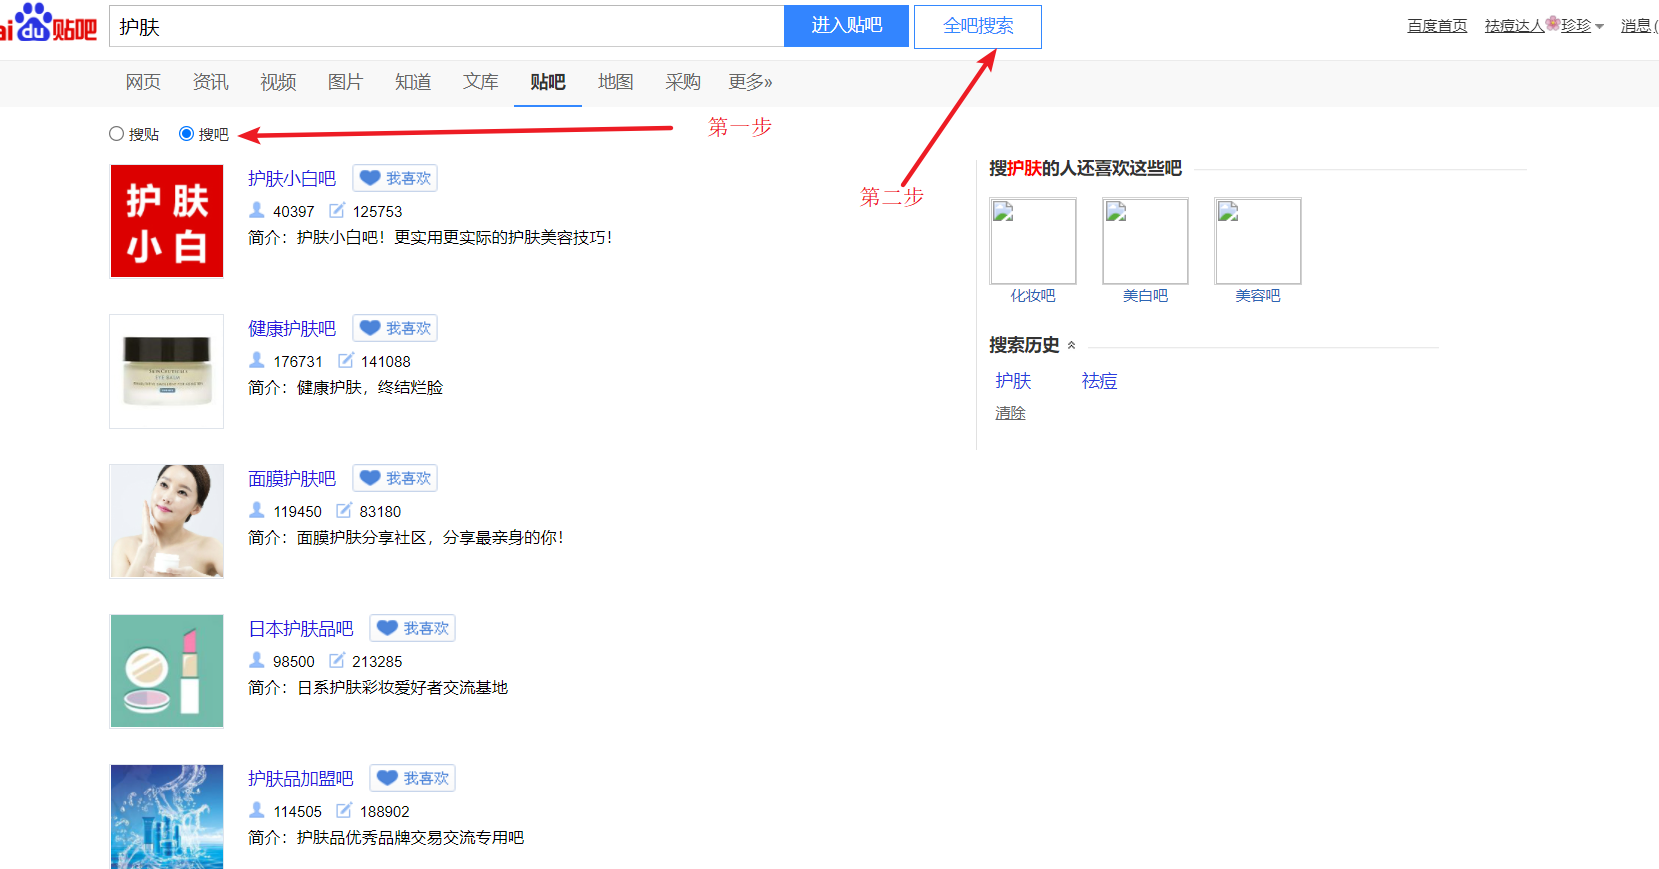 ai du 贴吧
护肤
进入贴吧
全吧搜索
百度首页 祛痘达人🌸珍珍 消息(
网页 资讯 视频 图片 知道 文库 贴吧 地图 采购 更多»
搜贴 搜吧
第一步
第二步
护肤
小白
护肤小白吧 我喜欢
40397 125753
简介：护肤小白吧！更实用更实际的护肤美容技巧！
健康护肤吧 我喜欢
176731 141088
简介：健康护肤，终结烂脸
EYE BALM
面膜护肤吧 我喜欢
119450 83180
简介：面膜护肤分享社区，分享最亲身的你！
日本护肤品吧 我喜欢
98500 213285
简介：日系护肤彩妆爱好者交流基地
护肤品加盟吧 我喜欢
114505 188902
简介：护肤品优秀品牌交易交流专用吧
搜护肤的人还喜欢这些吧
化妆吧 美白吧 美容吧
搜索历史
护肤 祛痘
清除